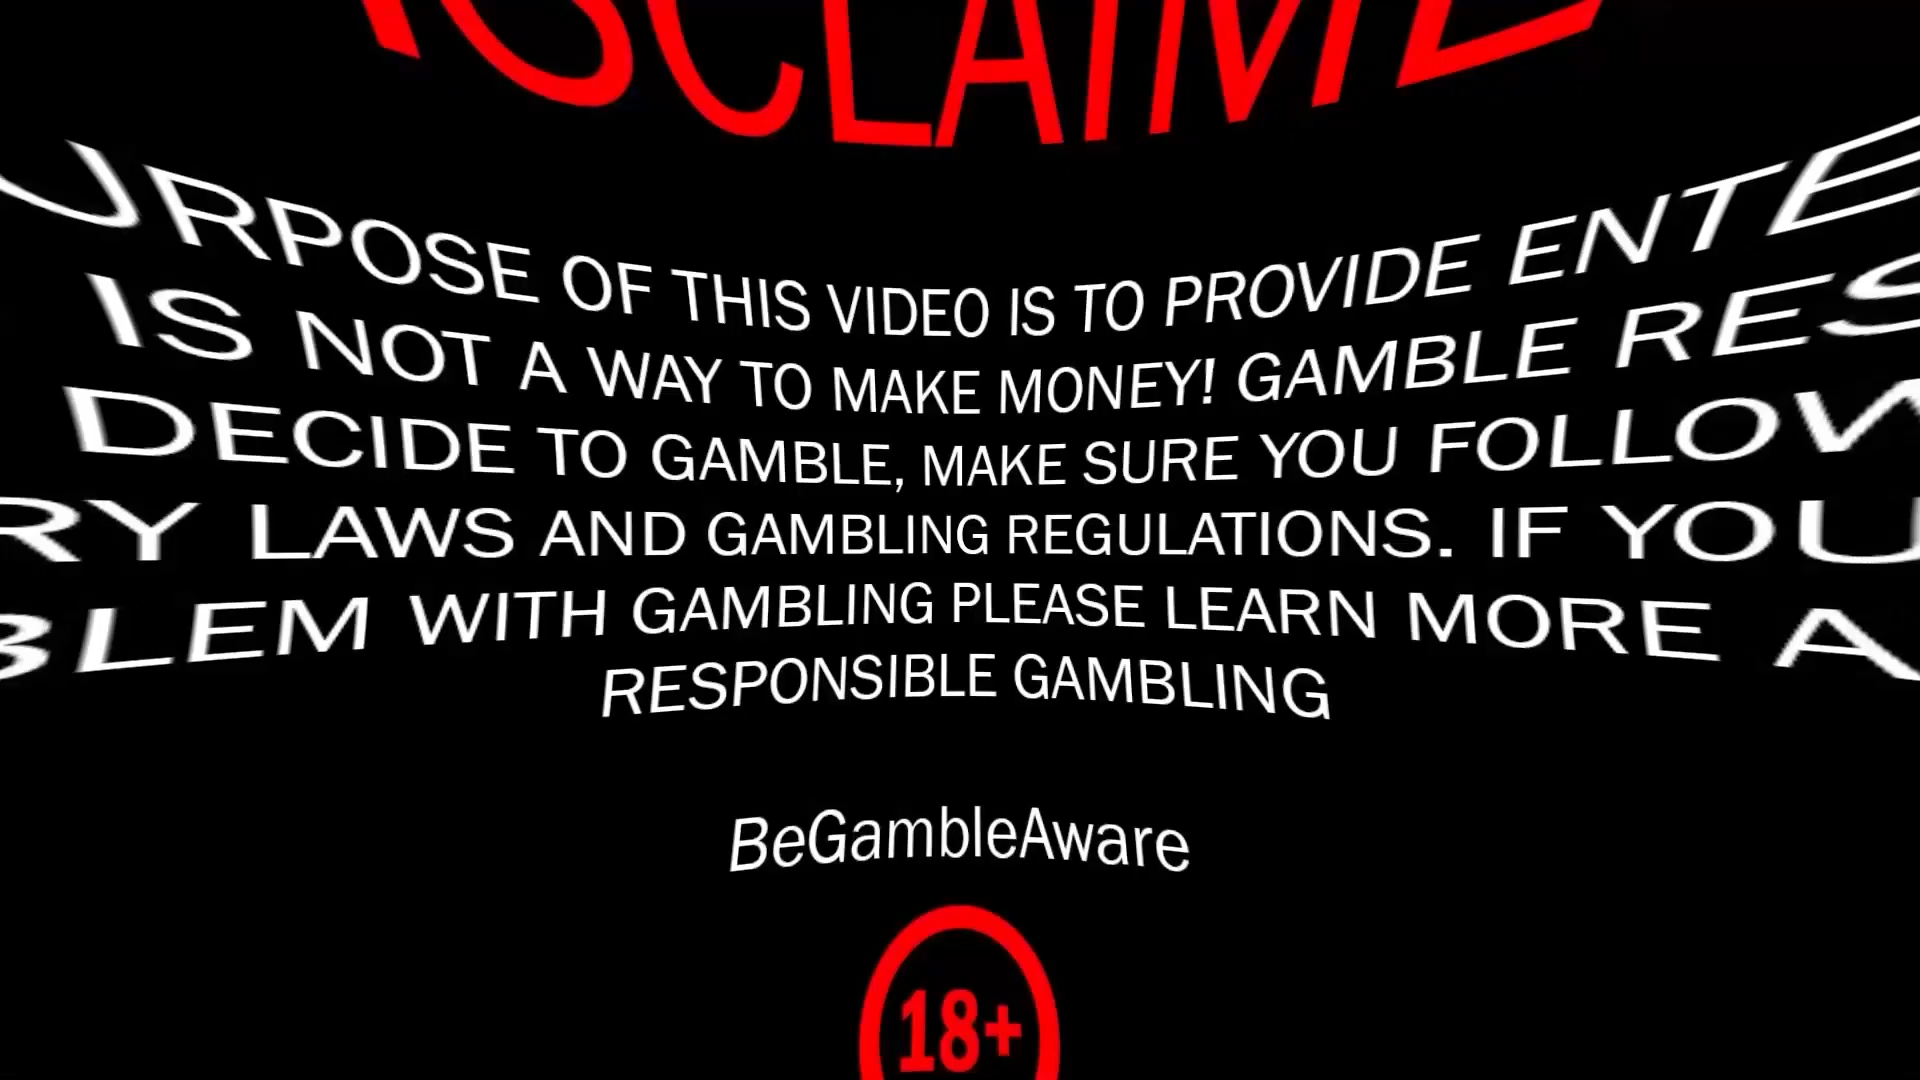 ISCLAIME
URPOSE OF THIS VIDEO IS TO PROVIDE ENTE
IS NOT A WAY TO MAKE MONEY! GAMBLE RES
DECIDE TO GAMBLE, MAKE SURE YOU FOLLOW
RY LAWS AND GAMBLING REGULATIONS. IF YOU
BLEM WITH GAMBLING PLEASE LEARN MORE A
RESPONSIBLE GAMBLING
BeGambleAware
18+